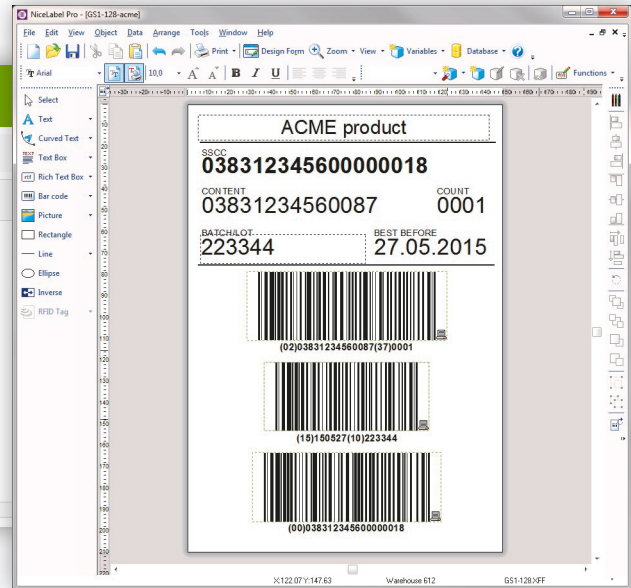 NiceLabel Pro - [GS1-128-acme]
File Edit View Object Data Arrange Tools Window Help
Print Design Form Zoom View Variables Database
Arial 10,0 B I U Functions
Select
Text
Curved Text
Text Box
Rich Text Box
Bar code
Picture
Rectangle
Line
Ellipse
Inverse
RFID Tag
ACME product
SSCC
038312345600000018
CONTENT COUNT
03831234560087 0001
BATCH/LOT BEST BEFORE
223344 27.05.2015
(02)03831234560087(37)0001
(15)150527(10)223344
(00)038312345600000018
X:122.07 Y:147.63 Warehouse 612 GS1-128.XFF